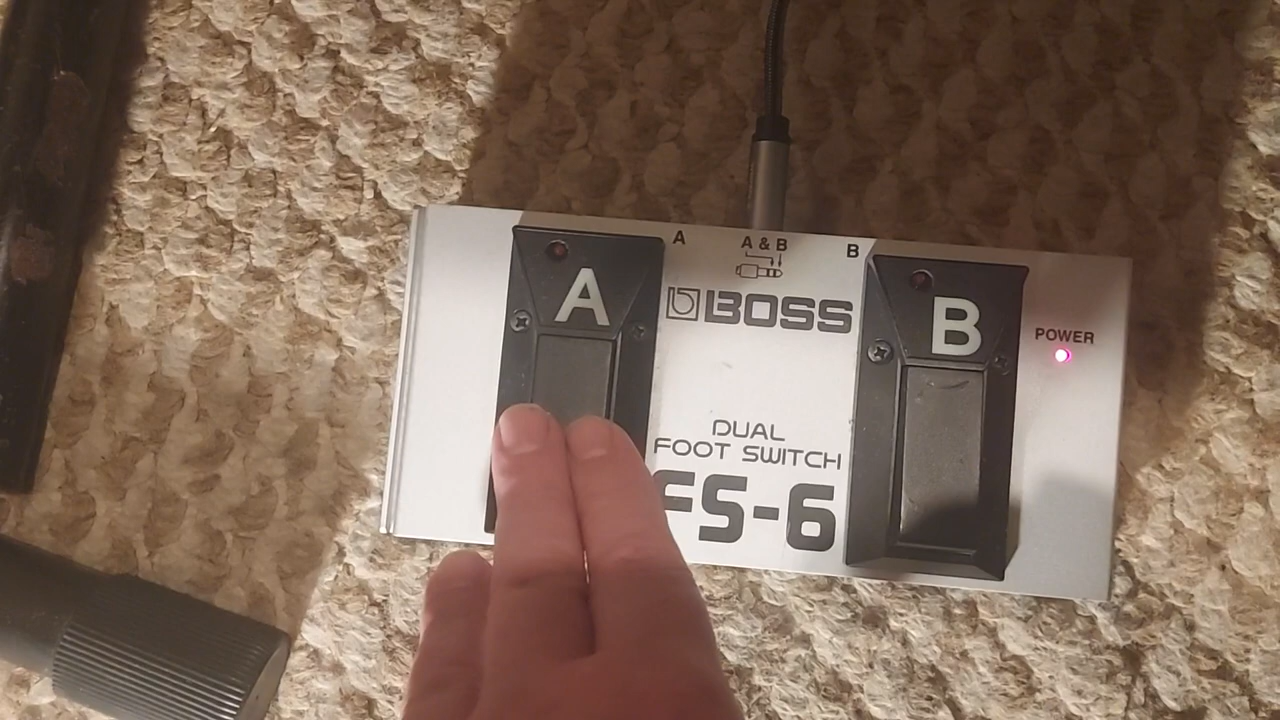 A
A & B
B
A
BOSS
B
POWER
DUAL
FOOT SWITCH
FS-6